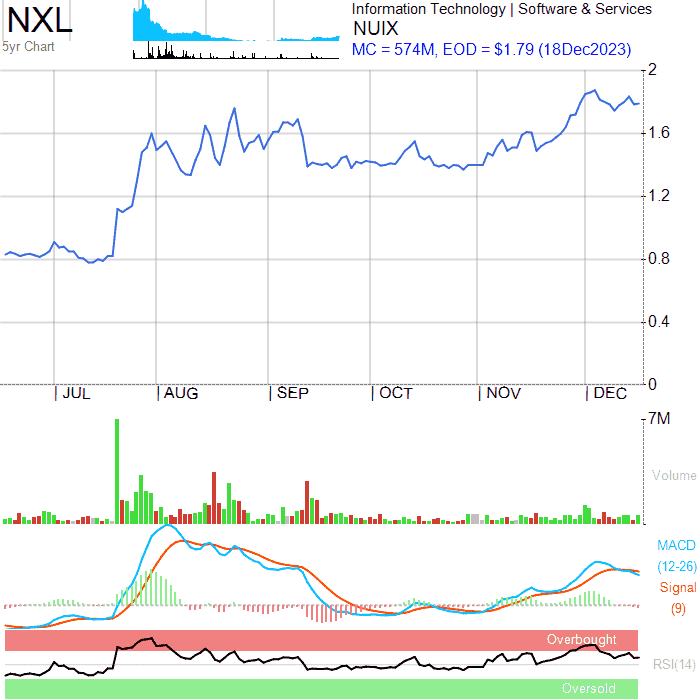 NXL
5yr Chart
Information Technology | Software & Services
NUIX
MC = 574M, EOD = $1.79 (18Dec2023)
2
1.6
1.2
0.8
0.4
0
| JUL | AUG | SEP | OCT | NOV | DEC
7M
Volume
MACD
(12-26)
Signal
(9)
Overbought
RSI(14)
Oversold